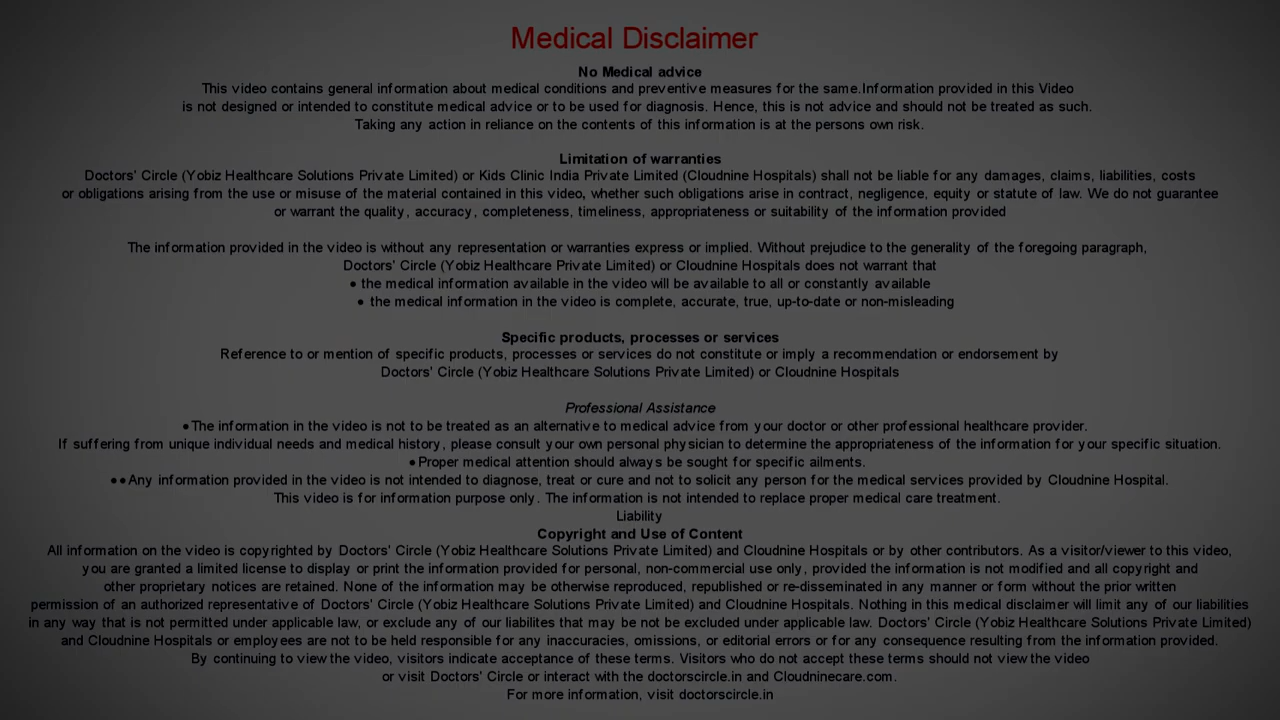 Medical Disclaimer
No Medical advice
This video contains general information about medical conditions and preventive measures for the same.Information provided in this Video
is not designed or intended to constitute medical advice or to be used for diagnosis. Hence, this is not advice and should not be treated as such.
Taking any action in reliance on the contents of this information is at the persons own risk.
Limitation of warranties
Doctors' Circle (Yobiz Healthcare Solutions Private Limited) or Kids Clinic India Private Limited (Cloudnine Hospitals) shall not be liable for any damages, claims, liabilities, costs
or obligations arising from the use or misuse of the material contained in this video, whether such obligations arise in contract, negligence, equity or statute of law. We do not guarantee
or warrant the quality, accuracy, completeness, timeliness, appropriateness or suitability of the information provided
The information provided in the video is without any representation or warranties express or implied. Without prejudice to the generality of the foregoing paragraph,
Doctors' Circle (Yobiz Healthcare Private Limited) or Cloudnine Hospitals does not warrant that
● the medical information available in the video will be available to all or constantly available
● the medical information in the video is complete, accurate, true, up-to-date or non-misleading
Specific products, processes or services
Reference to or mention of specific products, processes or services do not constitute or imply a recommendation or endorsement by
Doctors' Circle (Yobiz Healthcare Solutions Private Limited) or Cloudnine Hospitals
Professional Assistance
●The information in the video is not to be treated as an alternative to medical advice from your doctor or other professional healthcare provider.
If suffering from unique individual needs and medical history, please consult your own personal physician to determine the appropriateness of the information for your specific situation.
●Proper medical attention should always be sought for specific ailments.
●●Any information provided in the video is not intended to diagnose, treat or cure and not to solicit any person for the medical services provided by Cloudnine Hospital.
This video is for information purpose only. The information is not intended to replace proper medical care treatment.
Liability
Copyright and Use of Content
All information on the video is copyrighted by Doctors' Circle (Yobiz Healthcare Solutions Private Limited) and Cloudnine Hospitals or by other contributors. As a visitor/viewer to this video,
you are granted a limited license to display or print the information provided for personal, non-commercial use only, provided the information is not modified and all copyright and
other proprietary notices are retained. None of the information may be otherwise reproduced, republished or re-disseminated in any manner or form without the prior written
permission of an authorized representative of Doctors' Circle (Yobiz Healthcare Solutions Private Limited) and Cloudnine Hospitals. Nothing in this medical disclaimer will limit any of our liabilities
in any way that is not permitted under applicable law, or exclude any of our liabilites that may be not be excluded under applicable law. Doctors' Circle (Yobiz Healthcare Solutions Private Limited)
and Cloudnine Hospitals or employees are not to be held responsible for any inaccuracies, omissions, or editorial errors or for any consequence resulting from the information provided.
By continuing to view the video, visitors indicate acceptance of these terms. Visitors who do not accept these terms should not view the video
or visit Doctors' Circle or interact with the doctorscircle.in and Cloudninecare.com.
For more information, visit doctorscircle.in